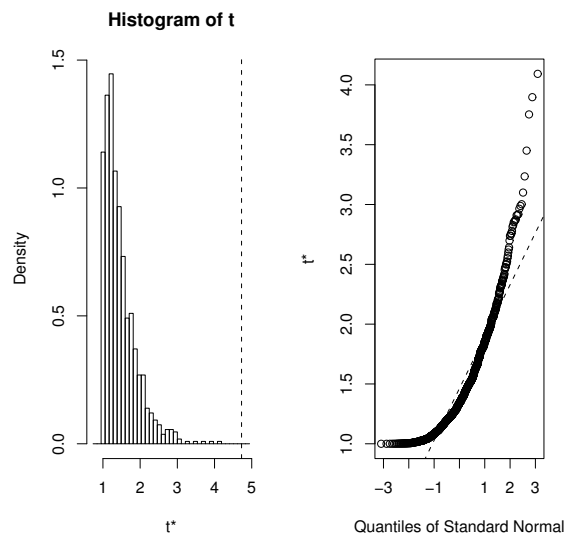 Histogram of t
Density
0.0 0.5 1.0 1.5
1 2 3 4 5
t*
t*
1.0 1.5 2.0 2.5 3.0 3.5 4.0
−3 −1 1 2 3
Quantiles of Standard Normal